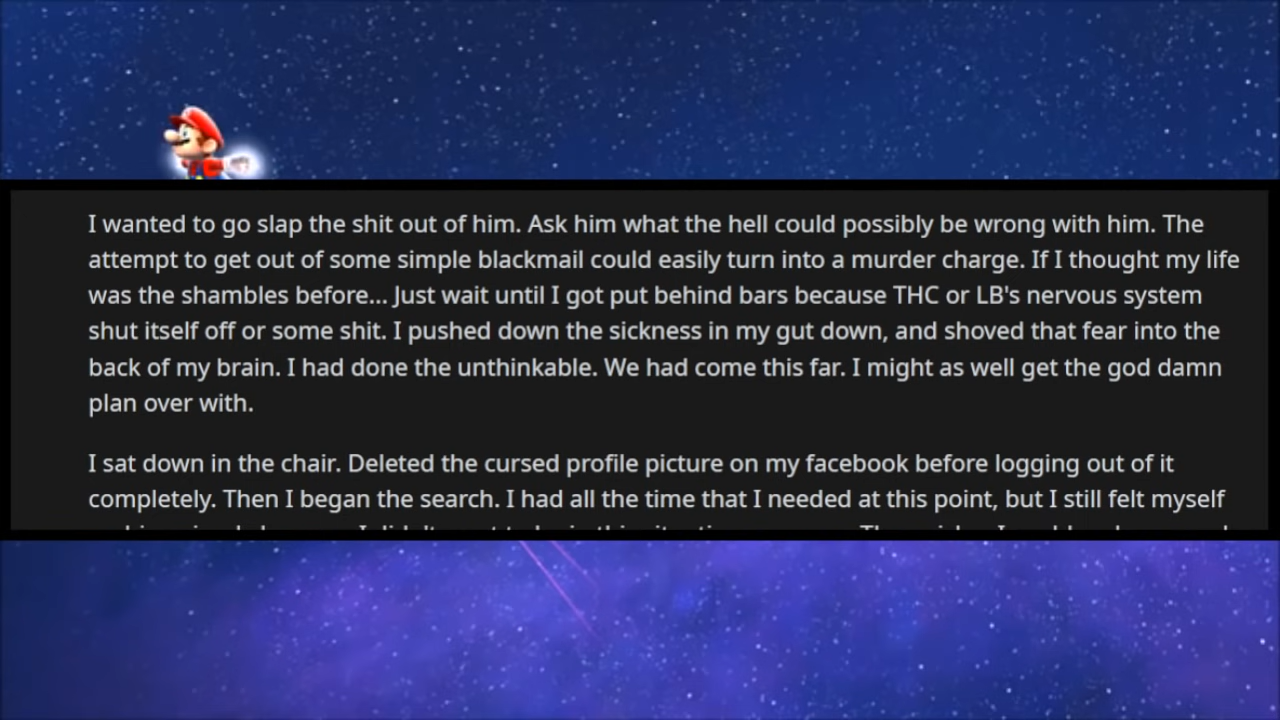 I wanted to go slap the shit out of him. Ask him what the hell could possibly be wrong with him. The
attempt to get out of some simple blackmail could easily turn into a murder charge. If I thought my life
was the shambles before... Just wait until I got put behind bars because THC or LB's nervous system
shut itself off or some shit. I pushed down the sickness in my gut down, and shoved that fear into the
back of my brain. I had done the unthinkable. We had come this far. I might as well get the god damn
plan over with.
I sat down in the chair. Deleted the cursed profile picture on my facebook before logging out of it
completely. Then I began the search. I had all the time that I needed at this point, but I still felt myself